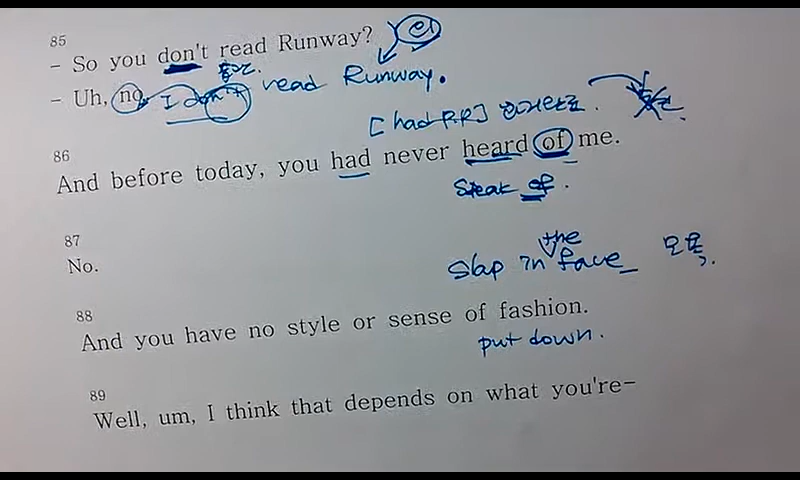 85
- So you don't read Runway?
- Uh, no I don't read Runway.
[had P.P]
86
And before today, you had never heard of me.
Speak of.
87
No.
slap in the face 모욕
88
And you have no style or sense of fashion.
put down.
89
Well, um, I think that depends on what you're-